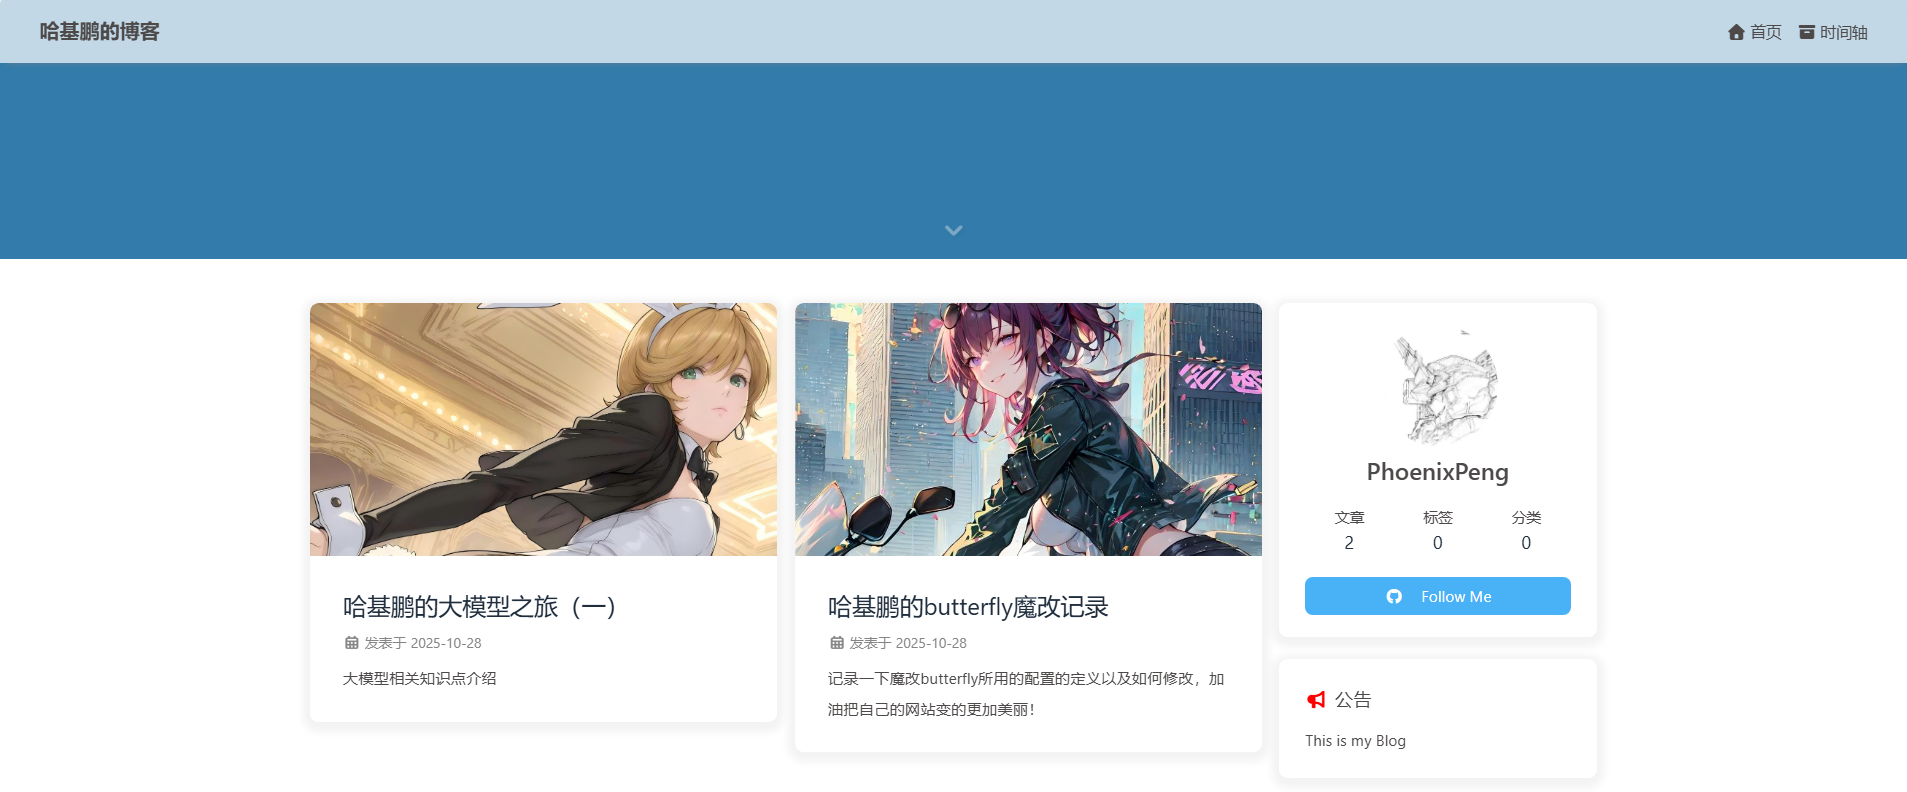 哈基鹏的博客
首页
时间轴
哈基鹏的大模型之旅（一）
发表于 2025-10-28
大模型相关知识点介绍
哈基鹏的butterfly魔改记录
发表于 2025-10-28
记录一下魔改butterfly所用的配置的定义以及如何修改，加
油把自己的网站变的更加美丽！
PhoenixPeng
文章 标签 分类
2 0 0
Follow Me
公告
This is my Blog